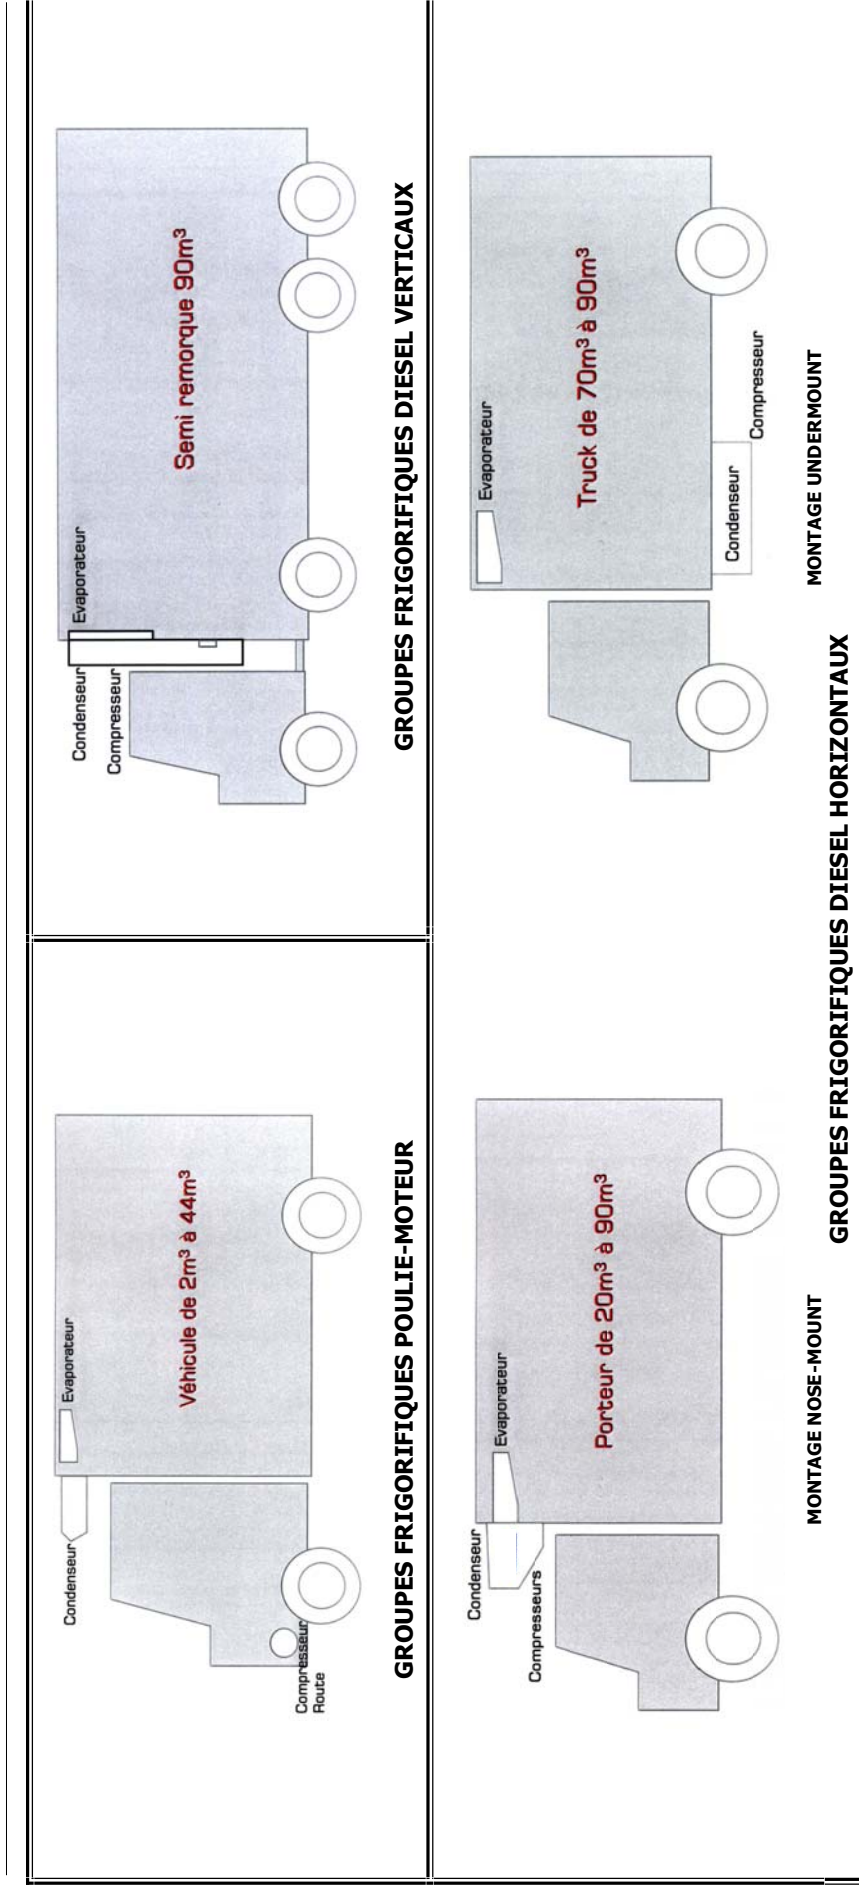 Condenseur
Evaporateur
Véhicule de 2m³ à 44m³
Compresseur
Route
GROUPES FRIGORIFIQUES POULIE-MOTEUR
Condenseur
Evaporateur
Compresseur
Semi remorque 90m³
GROUPES FRIGORIFIQUES DIESEL VERTICAUX
Condenseur
Evaporateur
Compresseurs
Porteur de 20m³ à 90m³
MONTAGE NOSE-MOUNT
Evaporateur
Truck de 70m³ à 90m³
Condenseur
Compresseur
MONTAGE UNDERMOUNT
GROUPES FRIGORIFIQUES DIESEL HORIZONTAUX